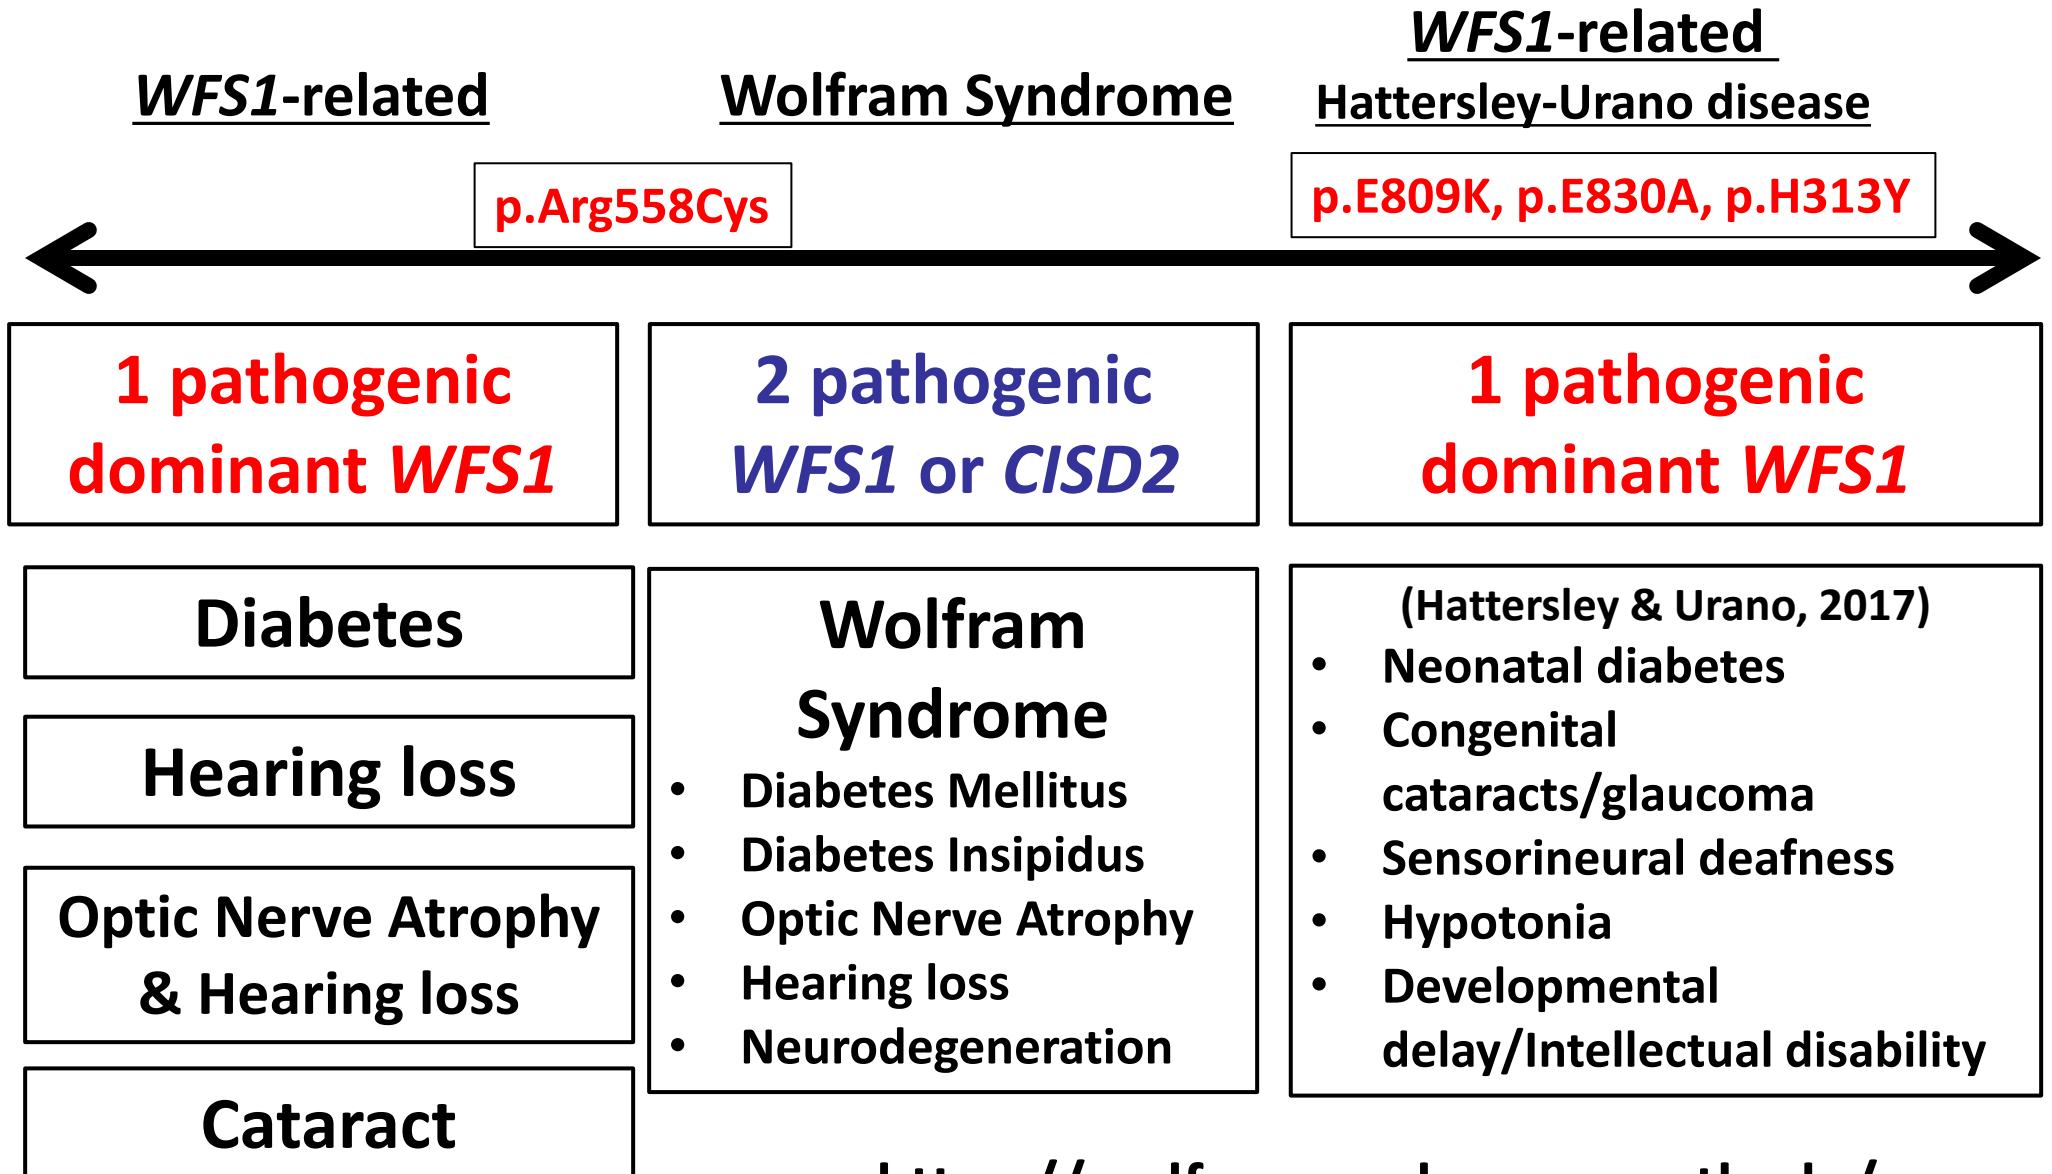 WFS1-related
Wolfram Syndrome
WFS1-related
Hattersley-Urano disease
p.Arg558Cys
p.E809K, p.E830A, p.H313Y
1 pathogenic
dominant WFS1
2 pathogenic
WFS1 or CISD2
1 pathogenic
dominant WFS1
Diabetes
Hearing loss
Optic Nerve Atrophy
& Hearing loss
Cataract
Wolfram
Syndrome
• Diabetes Mellitus
• Diabetes Insipidus
• Optic Nerve Atrophy
• Hearing loss
• Neurodegeneration
(Hattersley & Urano, 2017)
• Neonatal diabetes
• Congenital
cataracts/glaucoma
• Sensorineural deafness
• Hypotonia
• Developmental
delay/Intellectual disability